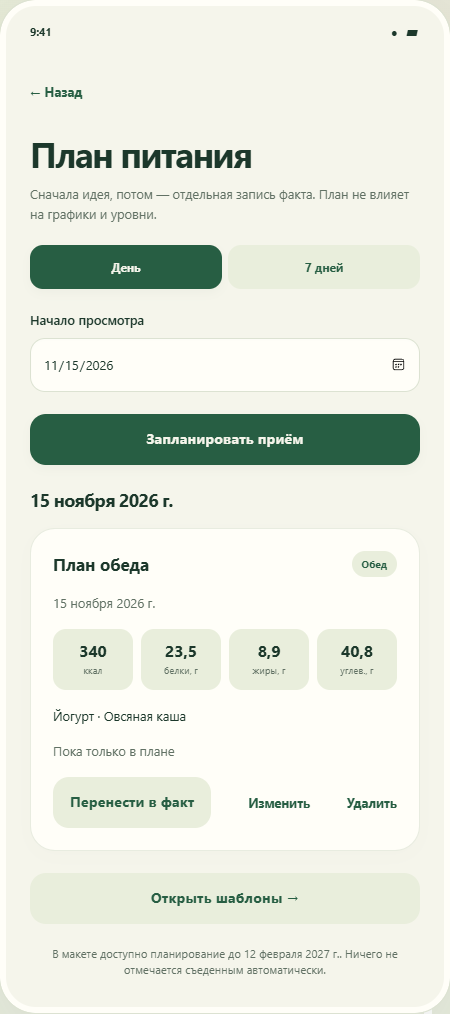 9:41
← Назад
План питания
Сначала идея, потом — отдельная запись факта. План не влияет
на графики и уровни.
День
7 дней
Начало просмотра
11/15/2026
Запланировать приём
15 ноября 2026 г.
План обеда
Обед
15 ноября 2026 г.
340
ккал
23,5
белки, г
8,9
жиры, г
40,8
углев., г
Йогурт · Овсяная каша
Пока только в плане
Перенести в факт
Изменить
Удалить
Открыть шаблоны →
В макете доступно планирование до 12 февраля 2027 г.. Ничего не
отмечается съеденным автоматически.